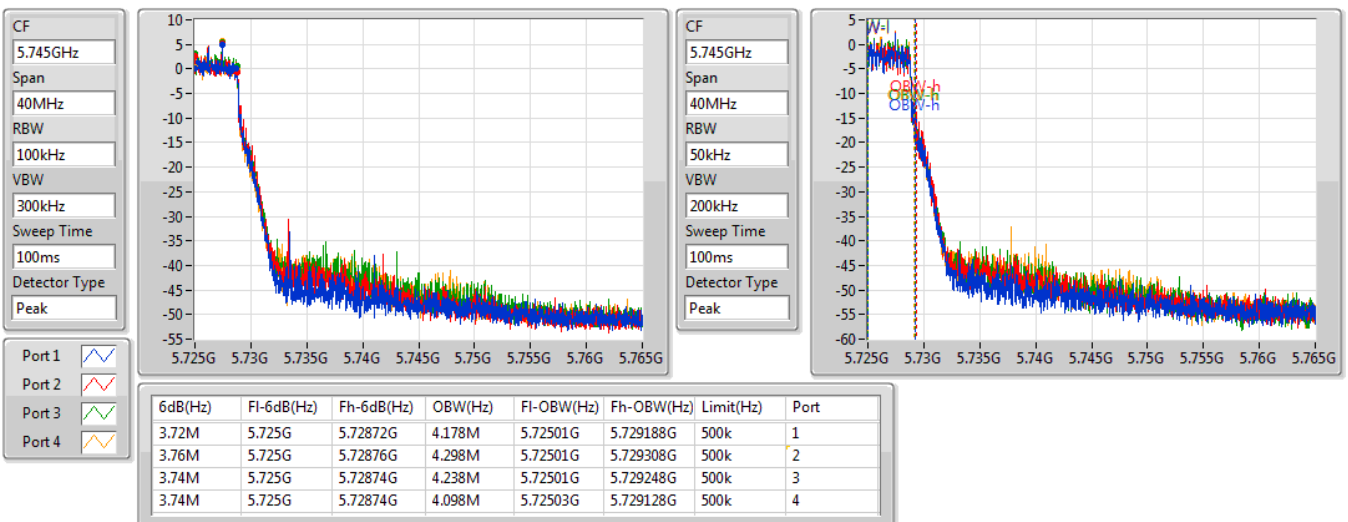 CF
5.745GHz
Span
40MHz
RBW
100kHz
VBW
300kHz
Sweep Time
100ms
Detector Type
Peak
10
5
0
-5
-10
-15
-20
-25
-30
-35
-40
-45
-50
-55
5.725G 5.73G 5.735G 5.74G 5.745G 5.75G 5.755G 5.76G 5.765G
CF
5.745GHz
Span
40MHz
RBW
50kHz
VBW
200kHz
Sweep Time
100ms
Detector Type
Peak
5
0
-5
-10
-15
-20
-25
-30
-35
-40
-45
-50
-55
-60
W-l
OBW-h
OBW-h
OBW-h
5.725G 5.73G 5.735G 5.74G 5.745G 5.75G 5.755G 5.76G 5.765G
Port 1
Port 2
Port 3
Port 4
6dB(Hz) Fl-6dB(Hz) Fh-6dB(Hz) OBW(Hz) Fl-OBW(Hz) Fh-OBW(Hz) Limit(Hz) Port
3.72M 5.725G 5.72872G 4.178M 5.72501G 5.729188G 500k 1
3.76M 5.725G 5.72876G 4.298M 5.72501G 5.729308G 500k 2
3.74M 5.725G 5.72874G 4.238M 5.72501G 5.729248G 500k 3
3.74M 5.725G 5.72874G 4.098M 5.72503G 5.729128G 500k 4